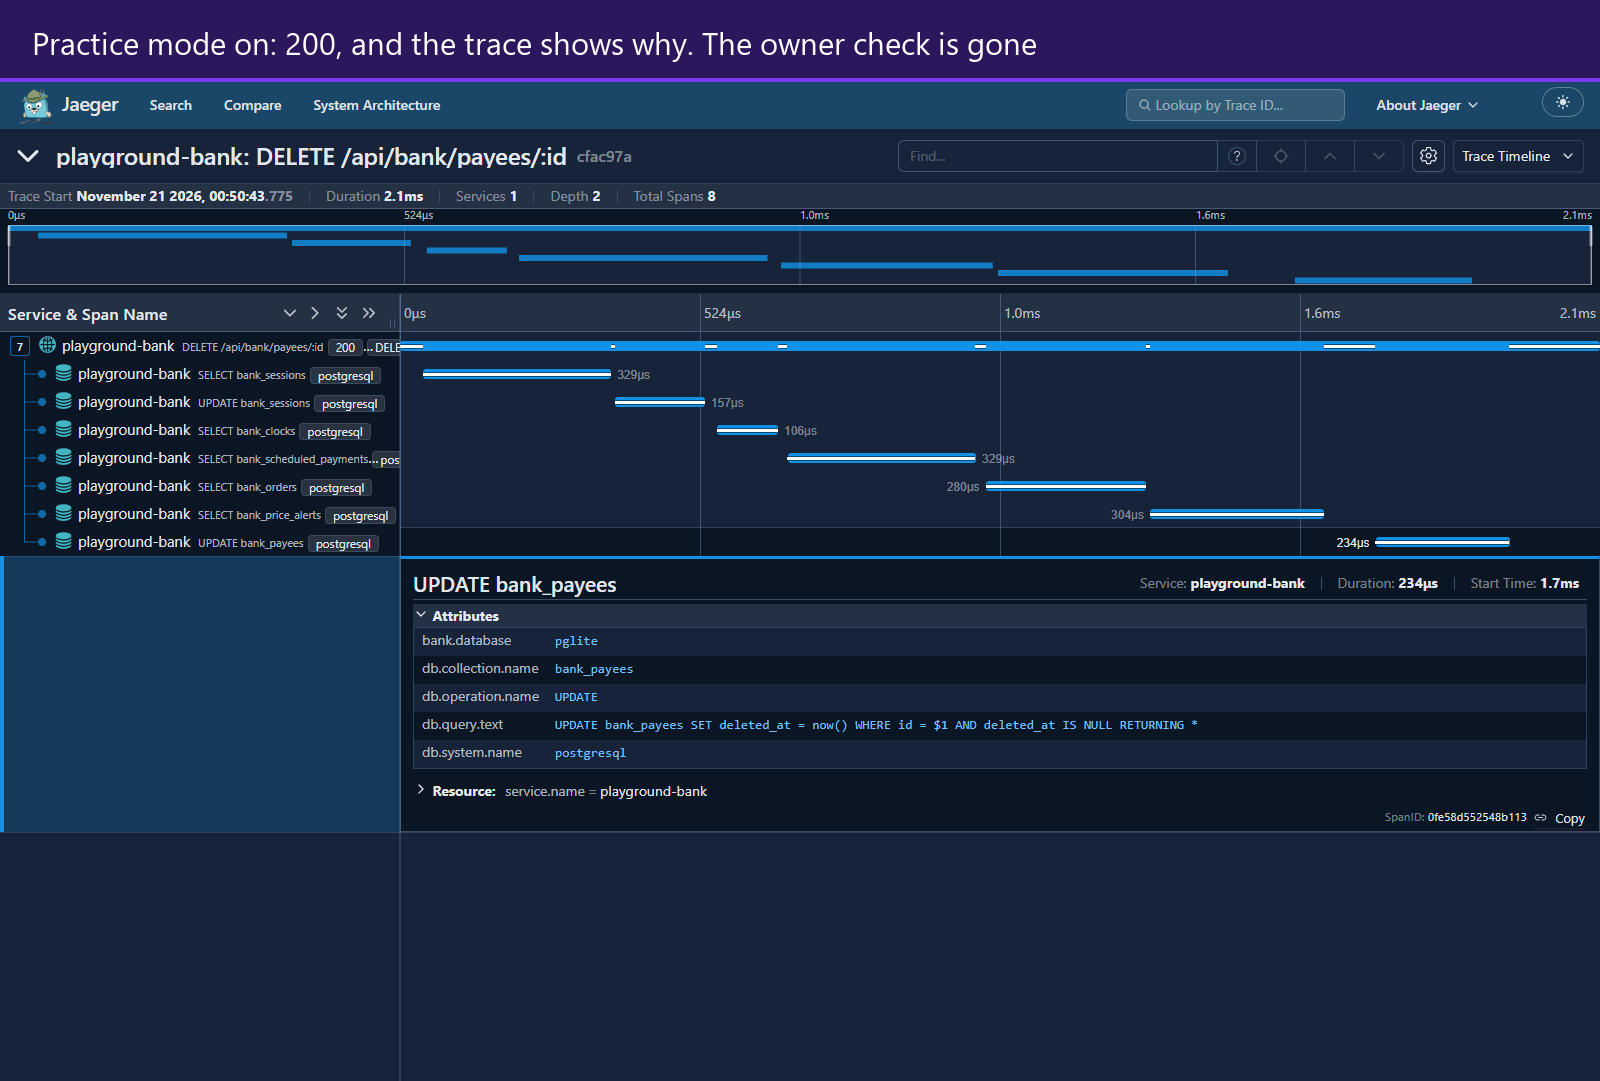 Practice mode on: 200, and the trace shows why. The owner check is gone
Jaeger Search Compare System Architecture Lookup by Trace ID... About Jaeger
playground-bank: DELETE /api/bank/payees/:id cfac97a Find... ? Trace Timeline
Trace Start November 21 2026, 00:50:43.775 Duration 2.1ms Services 1 Depth 2 Total Spans 8
0μs 524μs 1.0ms 1.6ms 2.1ms
Service & Span Name 0μs 524μs 1.0ms 1.6ms 2.1ms
7 playground-bank DELETE /api/bank/payees/:id 200 ...DELE
playground-bank SELECT bank_sessions postgresql 329μs
playground-bank UPDATE bank_sessions postgresql 157μs
playground-bank SELECT bank_clocks postgresql 106μs
playground-bank SELECT bank_scheduled_payments... pos 329μs
playground-bank SELECT bank_orders postgresql 280μs
playground-bank SELECT bank_price_alerts postgresql 304μs
playground-bank UPDATE bank_payees postgresql 234μs
UPDATE bank_payees Service: playground-bank Duration: 234μs Start Time: 1.7ms
Attributes
bank.database pglite
db.collection.name bank_payees
db.operation.name UPDATE
db.query.text UPDATE bank_payees SET deleted_at = now() WHERE id = $1 AND deleted_at IS NULL RETURNING *
db.system.name postgresql
Resource: service.name = playground-bank
SpanID: 0fe58d552548b113 Copy